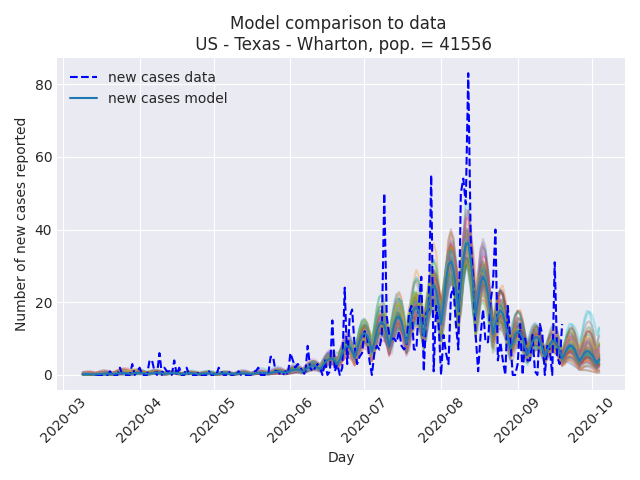 Model comparison to data
US - Texas - Wharton, pop. = 41556
new cases data
new cases model
Number of new cases reported
80
60
40
20
0
2020-03
2020-04
2020-05
2020-06
2020-07
2020-08
2020-09
2020-10
Day